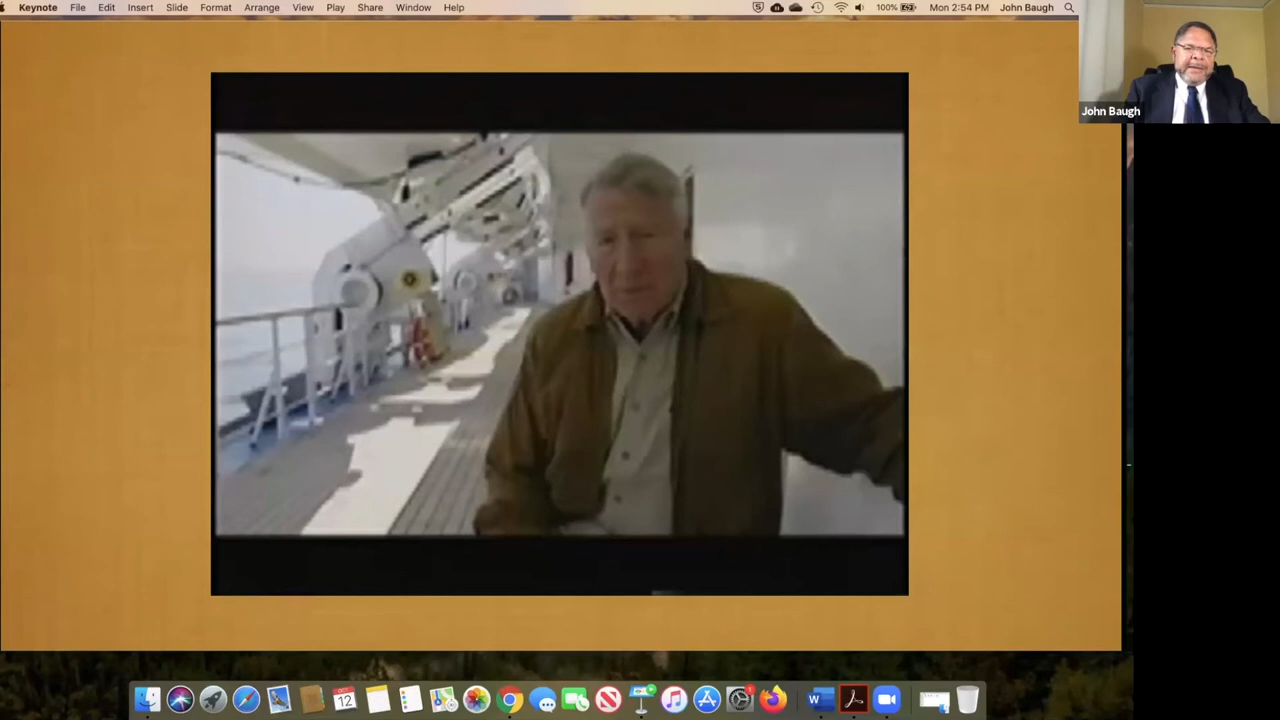 Keynote File Edit Insert Slide Format Arrange View Play Share Window Help 100% Mon 2:54 PM John Baugh
John Baugh
OCT
12
W